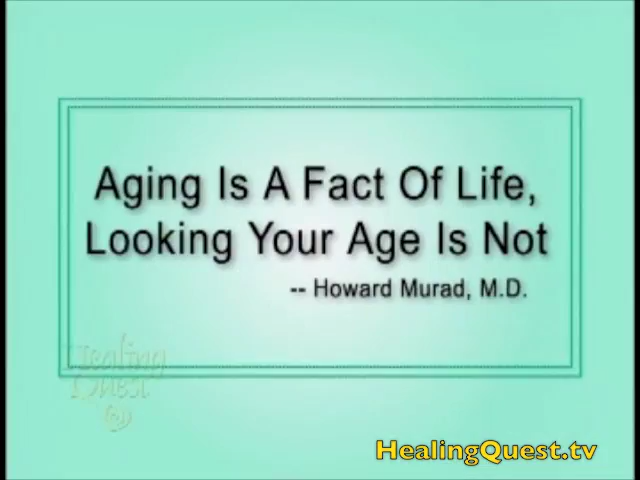 Aging Is A Fact Of Life,
Looking Your Age Is Not
-- Howard Murad, M.D.
Healing
Quest
HealingQuest.tv